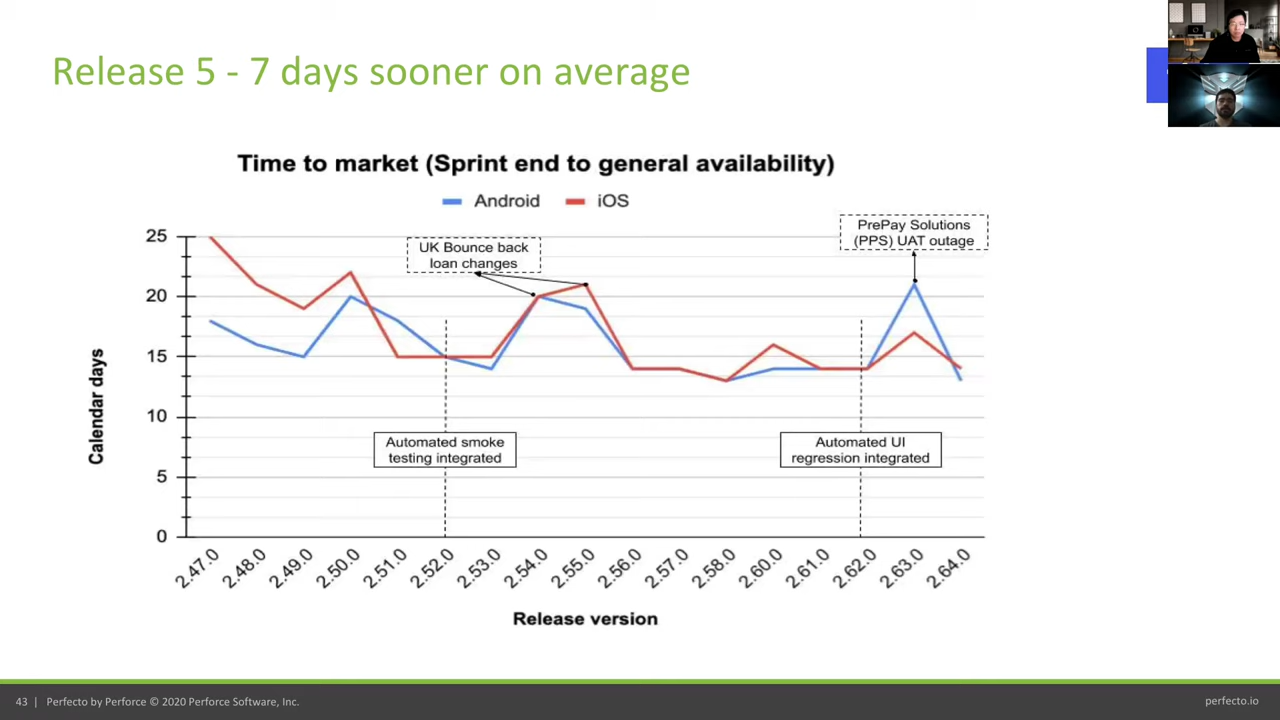 Release 5 - 7 days sooner on average
Time to market (Sprint end to general availability)
Android
iOS
PrePay Solutions
(PPS) UAT outage
UK Bounce back
loan changes
25
20
15
10
5
0
Calendar days
Automated smoke
testing integrated
Automated UI
regression integrated
2.47.0
2.48.0
2.49.0
2.50.0
2.51.0
2.52.0
2.53.0
2.54.0
2.55.0
2.56.0
2.57.0
2.58.0
2.60.0
2.61.0
2.62.0
2.63.0
2.64.0
Release version
43 | Perfecto by Perforce © 2020 Perforce Software, Inc.
perfecto.io